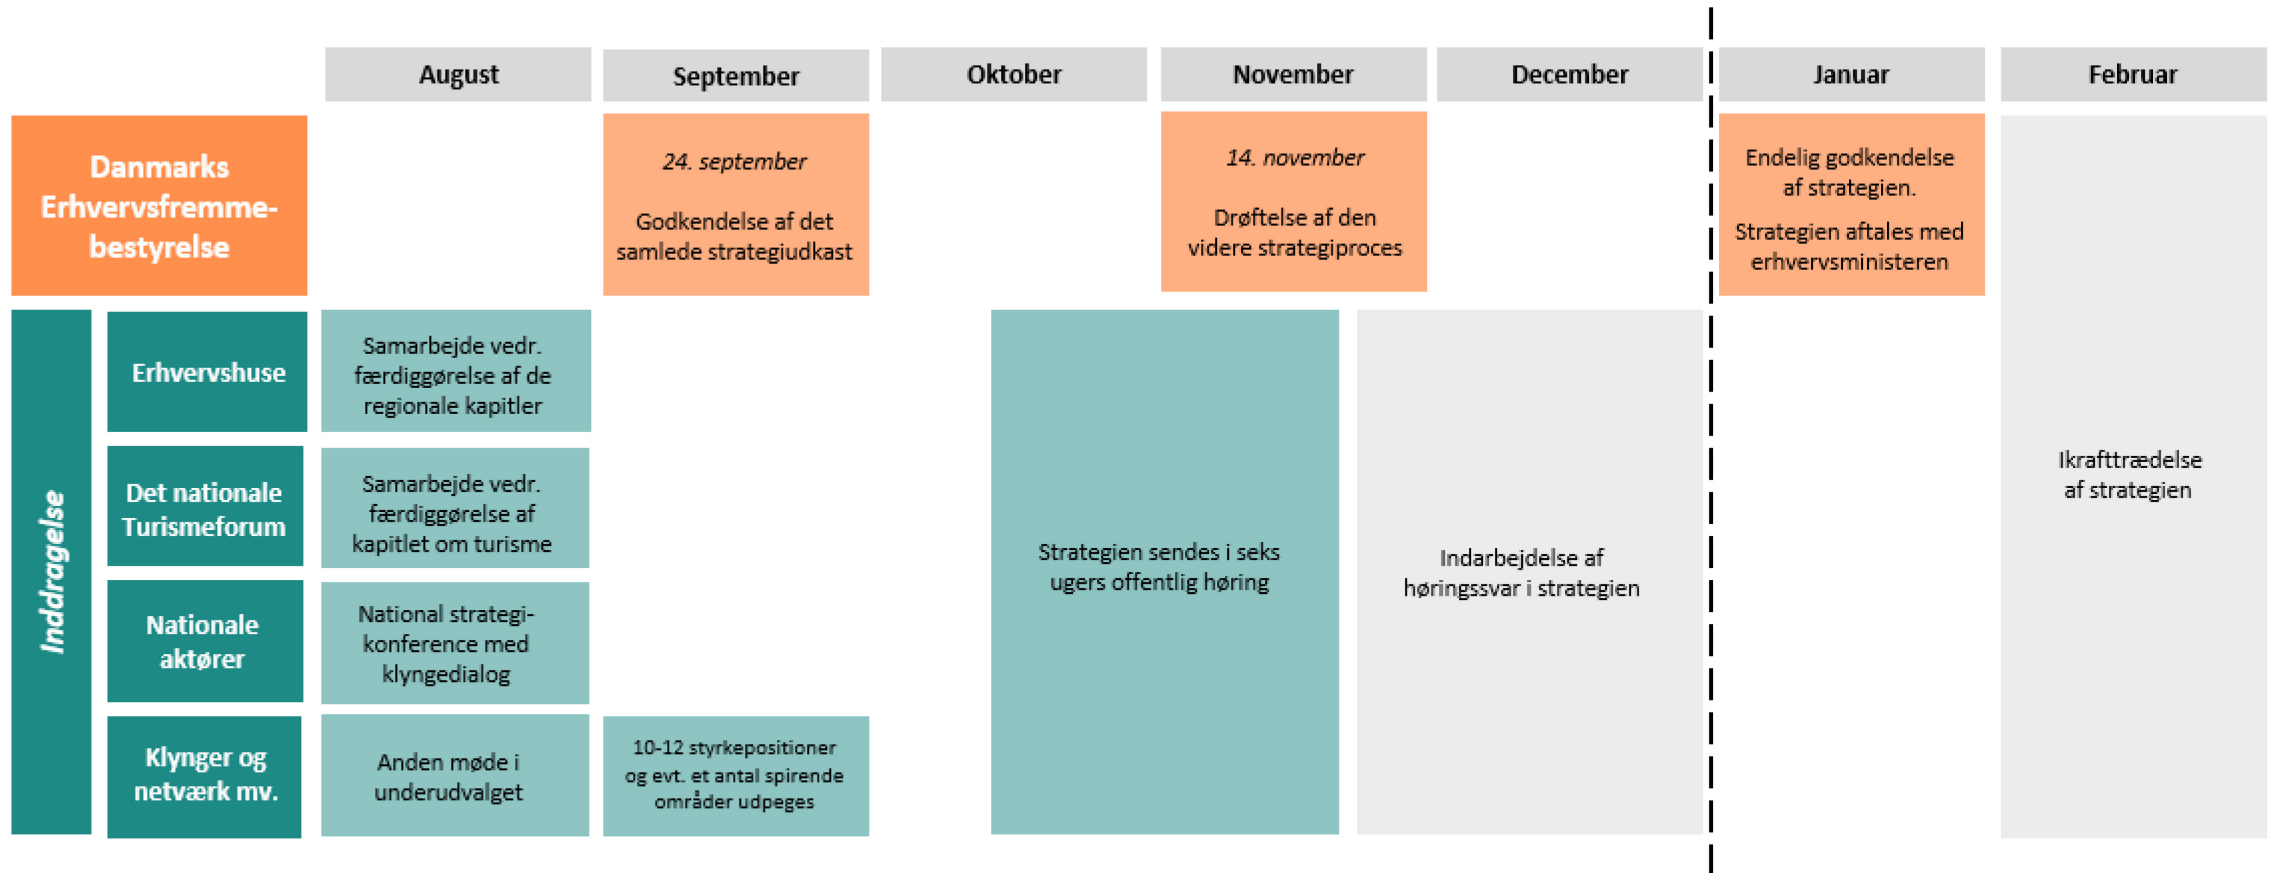 August
September
Oktober
November
December
Januar
Februar
Danmarks
Erhvervsfremme-
bestyrelse
24. september
Godkendelse af det
samlede strategiudkast
14. november
Drøftelse af den
videre strategiproces
Endelig godkendelse
af strategien.
Strategien aftales med
erhvervsministeren
Inddragelse
Erhvervshuse
Samarbejde vedr.
færdiggørelse af de
regionale kapitler
Det nationale
Turismeforum
Samarbejde vedr.
færdiggørelse af
kapitlet om turisme
Nationale
aktører
National strategi-
konference med
klyngedialog
Klynger og
netværk mv.
Anden møde i
underudvalget
10-12 styrkepositioner
og evt. et antal spirende
områder udpeges
Strategien sendes i seks
ugers offentlig høring
Indarbejdelse af
høringssvar i strategien
Ikrafttrædelse
af strategien